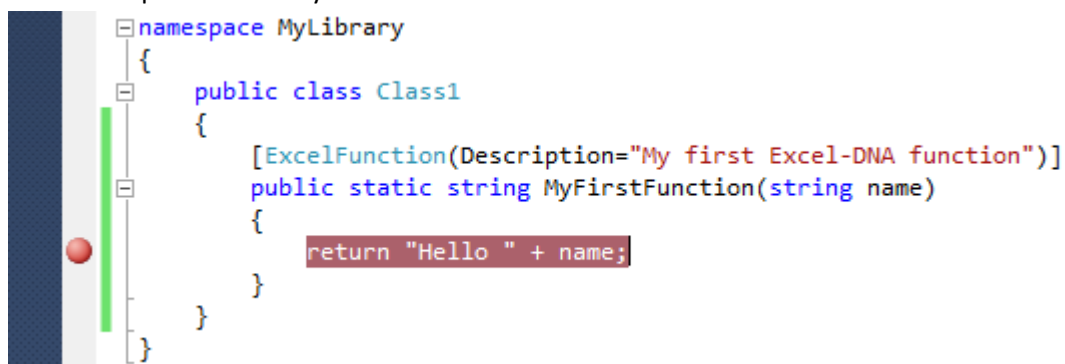 namespace MyLibrary
{
public class Class1
{
[ExcelFunction(Description="My first Excel-DNA function")]
public static string MyFirstFunction(string name)
{
return "Hello " + name;
}
}
}